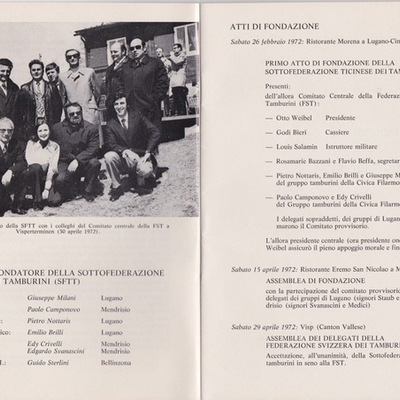 o della SFTT con i colleghi del Comitato centrale della FST a
Visperterminen (30 aprile 1972).
ONDATORE DELLA SOTTOFEDERAZIONE
TAMBURINI (SFTT)
Giuseppe Milani Lugano
Paolo Camponovo Mendrisio
: Pietro Nottaris Lugano
ico: Emilio Brilli Lugano
Edy Crivelli Mendrisio
Edgardo Svanascini Mendrisio
l.: Guido Sterlini Bellinzona
ATTI DI FONDAZIONE
Sabato 26 febbraio 1972: Ristorante Morena a Lugano-Cin
PRIMO ATTO DI FONDAZIONE DELLA
SOTTOFEDERAZIONE TICINESE DEI TAM
Presenti:
dell'allora Comitato Centrale della Federaz
Tamburini (FST):
— Otto Weibel Presidente
— Godi Bieri Cassiere
— Louis Salamin Istruttore militare
— Rosamarie Bazzani e Flavio Beffa, segretar
— Pietro Nottaris, Emilio Brilli e Giuseppe M
del gruppo tamburini della Civica Filarmo
— Paolo Camponovo e Edy Crivelli
del Gruppo tamburini della Civica Filarmo
I delegati sopraddetti, dei gruppi di Lugan
marono il Comitato provvisorio.
L'allora presidente centrale (ora presidente ono
Weibel assicurò il pieno appoggio morale e fin
Sabato 15 aprile 1972: Ristorante Eremo San Nicolao a M
ASSEMBLEA DI FONDAZIONE
con la partecipazione del comitato provvisorio,
delegati dei gruppi di Lugano (signori Staub e
drisio (signori Svanascini e Medici)
Sabato 29 aprile 1972: Visp (Canton Vallese)
ASSEMBLEA DEI DELEGATI DELLA
FEDERAZIONE SVIZZERA DEI TAMBUR
Accettazione, all'unanimità, della Sottofeder
tamburini in seno alla FST.